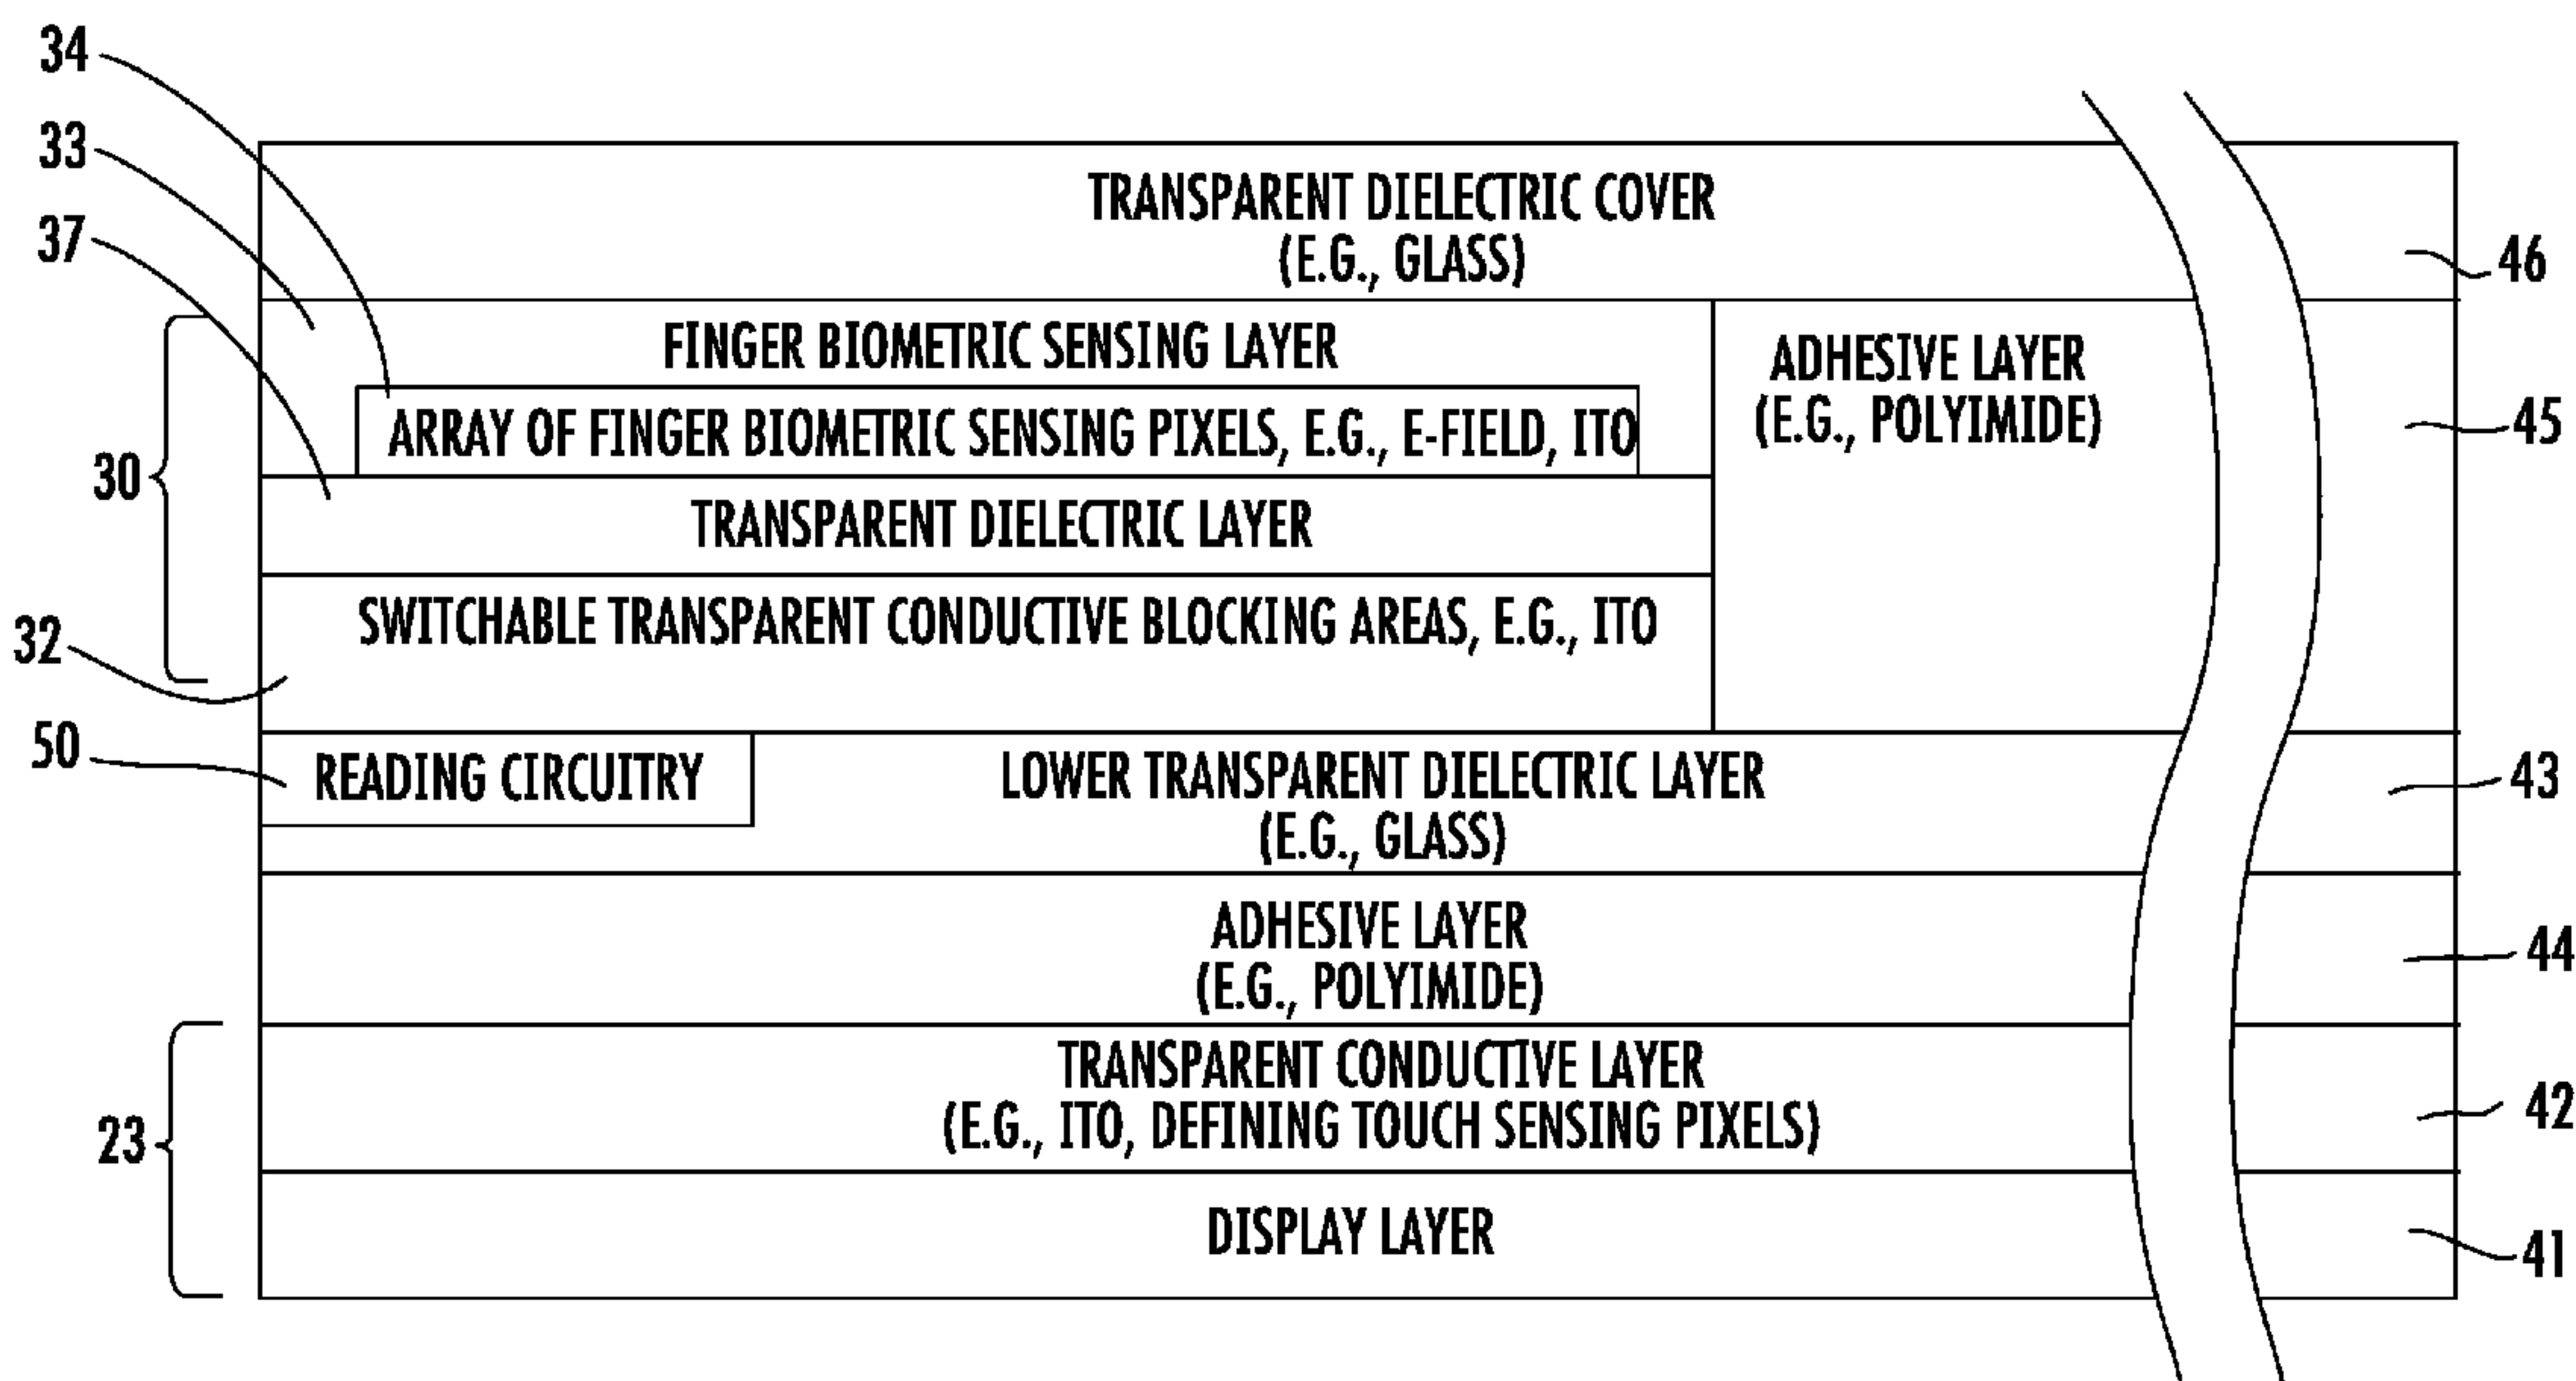 34
33
37
30
32
50
23
TRANSPARENT DIELECTRIC COVER
(E.G., GLASS)
46
FINGER BIOMETRIC SENSING LAYER
ADHESIVE LAYER
(E.G., POLYIMIDE)
45
ARRAY OF FINGER BIOMETRIC SENSING PIXELS, E.G., E-FIELD, ITO
TRANSPARENT DIELECTRIC LAYER
SWITCHABLE TRANSPARENT CONDUCTIVE BLOCKING AREAS, E.G., ITO
READING CIRCUITRY
LOWER TRANSPARENT DIELECTRIC LAYER
(E.G., GLASS)
43
ADHESIVE LAYER
(E.G., POLYIMIDE)
44
TRANSPARENT CONDUCTIVE LAYER
(E.G., ITO, DEFINING TOUCH SENSING PIXELS)
42
DISPLAY LAYER
41